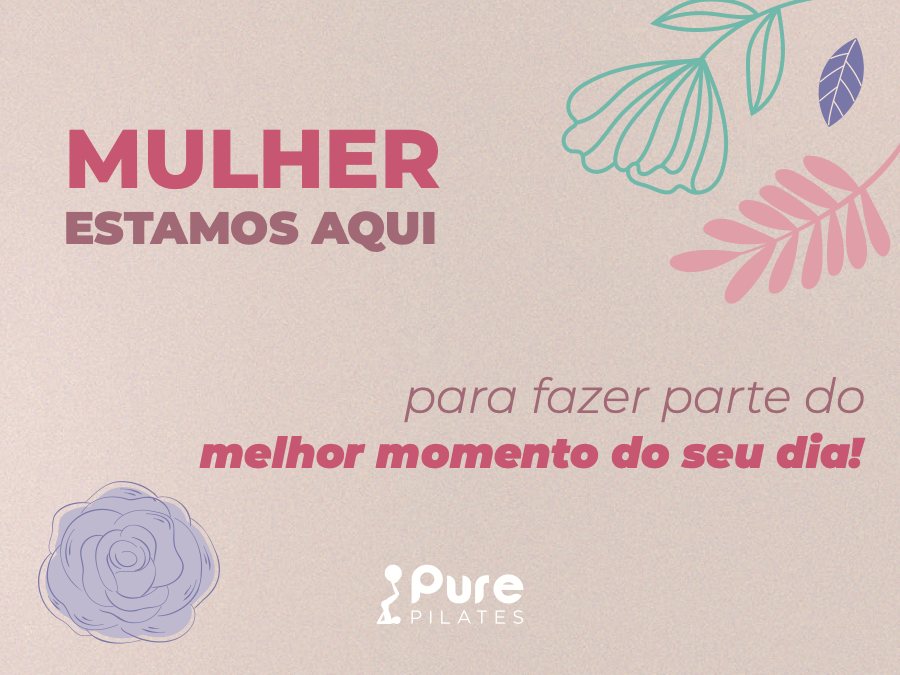 MULHER
ESTAMOS AQUI
para fazer parte do
melhor momento do seu dia!
Pure
PILATES